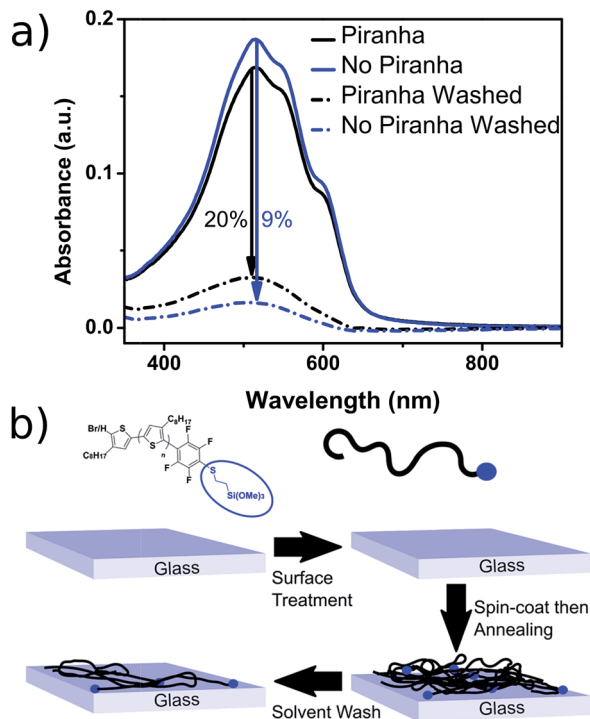 a)
0.2
0.1
0.0
Absorbance (a.u.)
Piranha
No Piranha
Piranha Washed
No Piranha Washed
20%
9%
400
600
800
Wavelength (nm)
b)
Br/H
S
C8H17
S
n
C8H17
F
F
F
F
S
Si(OMe)3
Glass
Surface
Treatment
Glass
Spin-coat then
Annealing
Glass
Solvent Wash
Glass